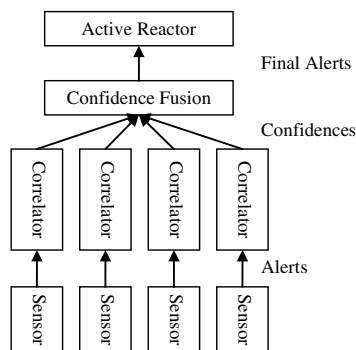 Active Reactor
Final Alerts
Confidence Fusion
Confidences
Correlator
Correlator
Correlator
Correlator
Alerts
Sensor
Sensor
Sensor
Sensor